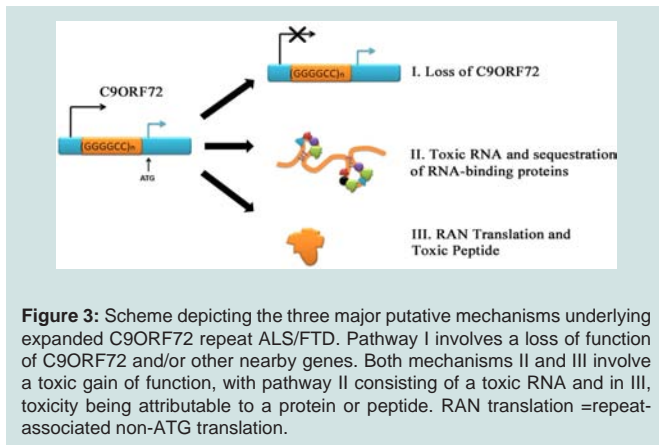 C9ORF72
(GGGGCC)n
ATG
(GGGGCC)n
I. Loss of C9ORF72
II. Toxic RNA and sequestration
of RNA-binding proteins
III. RAN Translation and
Toxic Peptide
Figure 3: Scheme depicting the three major putative mechanisms underlying
expanded C9ORF72 repeat ALS/FTD. Pathway I involves a loss of function
of C9ORF72 and/or other nearby genes. Both mechanisms II and III involve
a toxic gain of function, with pathway II consisting of a toxic RNA and in III,
toxicity being attributable to a protein or peptide. RAN translation =repeat-
associated non-ATG translation.